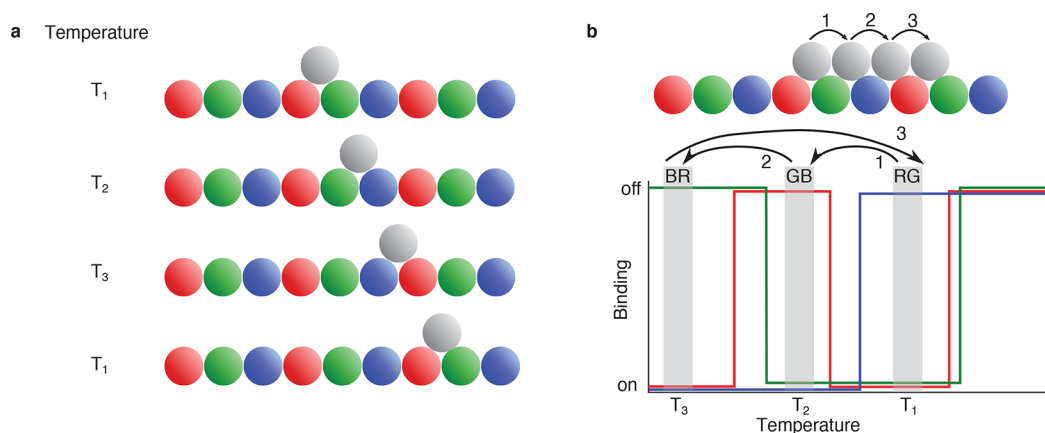 a Temperature
T1
T2
T3
T1
b
1 2 3
3
2 1
BR GB RG
off
Binding
on
T3 T2 T1
Temperature